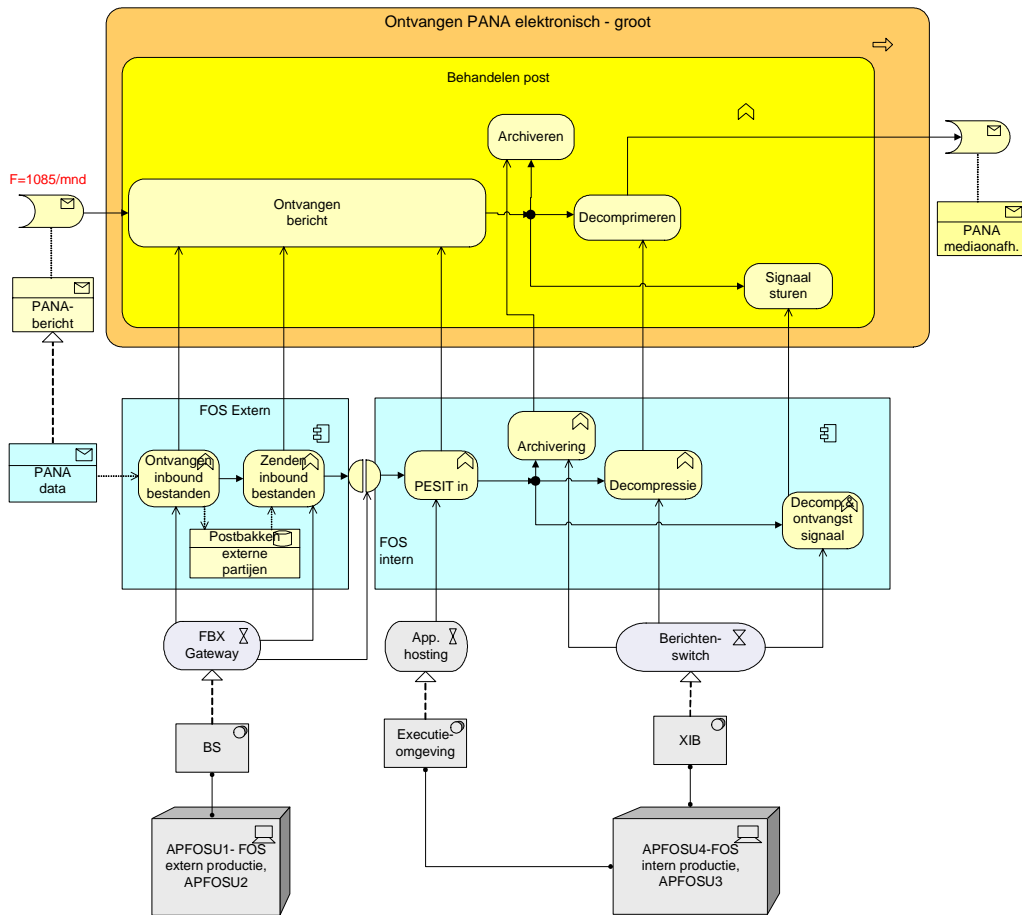 Ontvangen PANA elektronisch - groot
Behandelen post
Archiveren
F=1085/mnd
Ontvangen
bericht
Decomprimeren
PANA
mediaonafh.
Signaal
sturen
PANA-
bericht
FOS Extern
PANA
data
Ontvangen
inbound
bestanden
Zenden
inbound
bestanden
Postbakken
externe
partijen
FOS
intern
PESIT in
Archivering
Decompressie
Decomp &
ontvangst
signaal
FBX
Gateway
App.
hosting
Berichten-
switch
BS
Executie-
omgeving
XIB
APFOSU1- FOS
extern productie,
APFOSU2
APFOSU4-FOS
intern productie,
APFOSU3